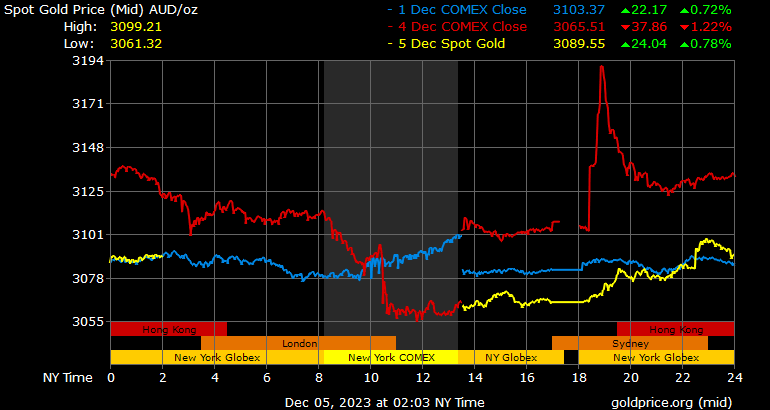 Spot Gold Price (Mid) AUD/oz
High: 3099.21
Low: 3061.32
- 1 Dec COMEX Close 3103.37 ▲22.17 ▲0.72%
- 4 Dec COMEX Close 3065.51 ▼37.86 ▼1.22%
- 5 Dec Spot Gold 3089.55 ▲24.04 ▲0.78%
3194
3171
3148
3125
3101
3078
3055
Hong Kong Hong Kong
London Sydney
New York Globex New York COMEX NY Globex New York Globex
NY Time 0 2 4 6 8 10 12 14 16 18 20 22 24
Dec 05, 2023 at 02:03 NY Time goldprice.org (mid)